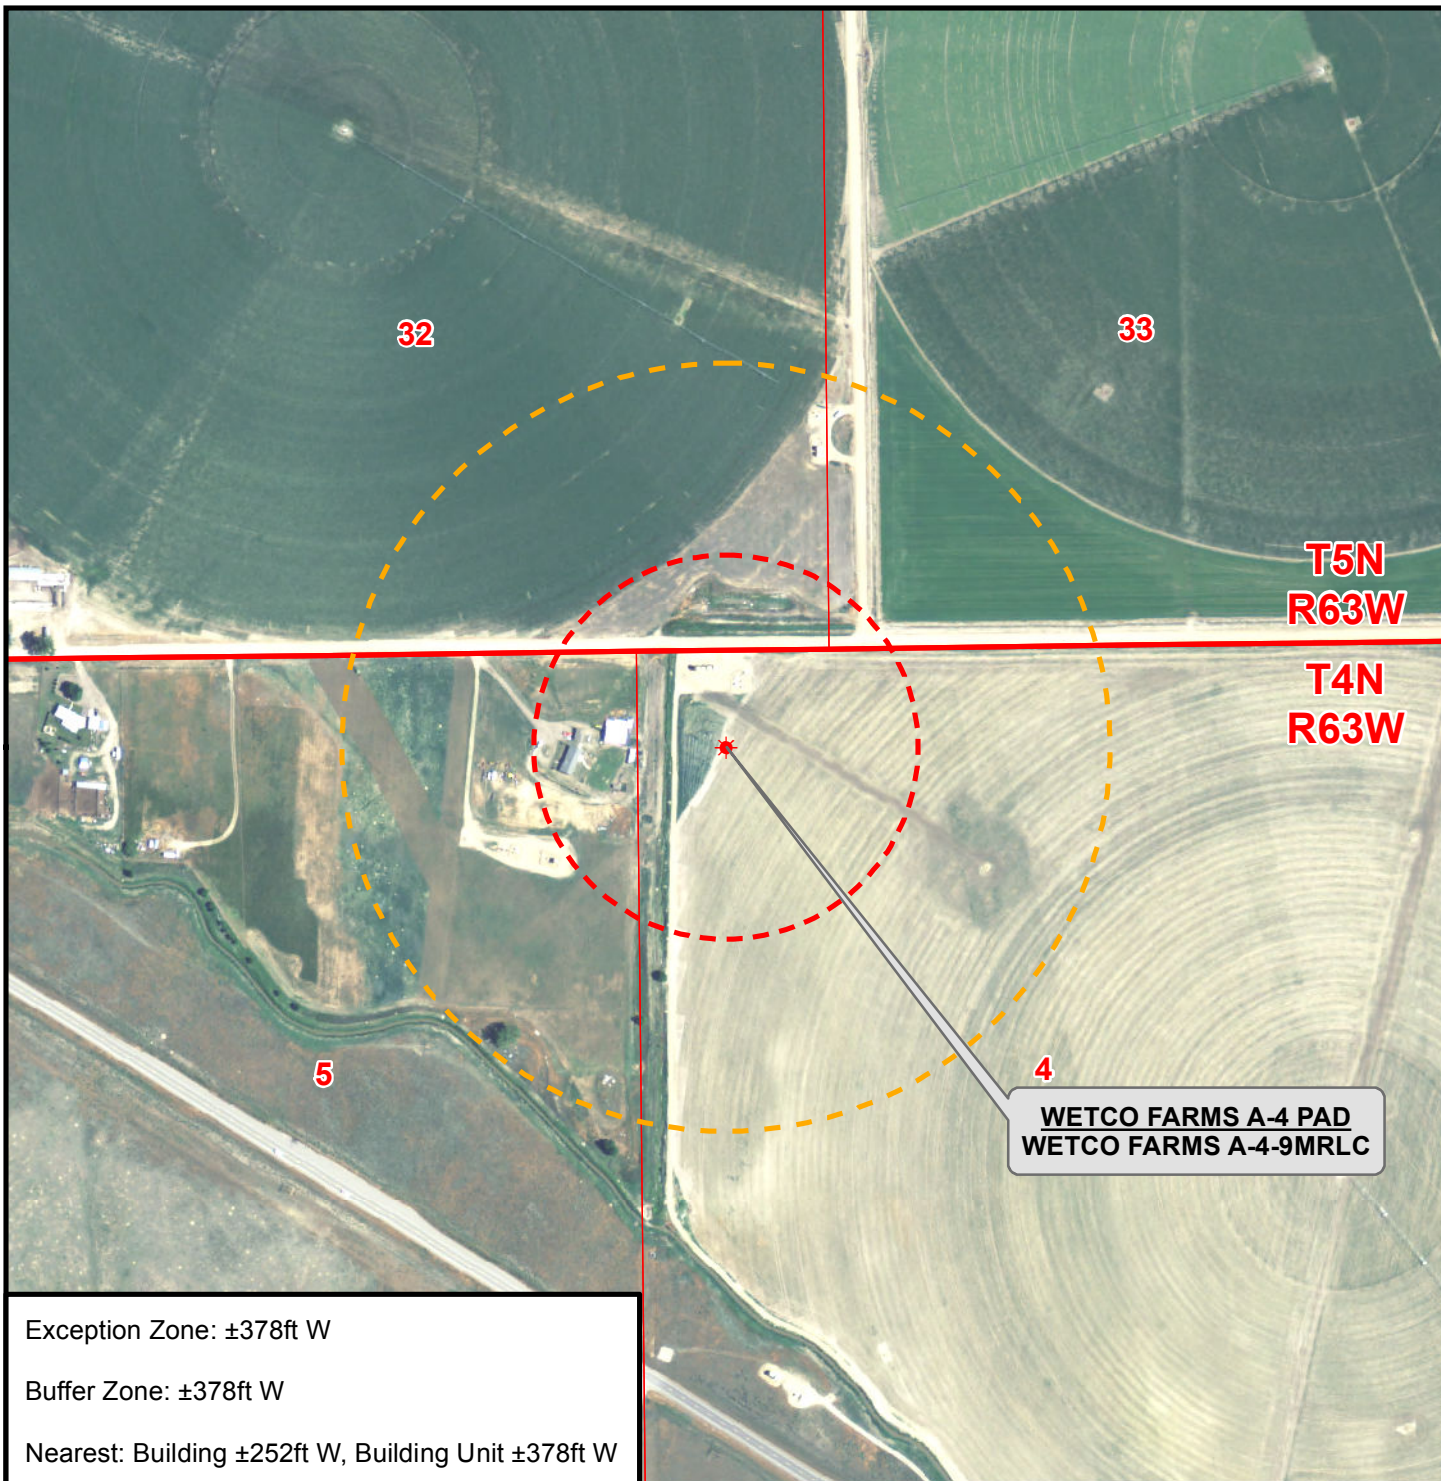 32
33
T5N
R63W
T4N
R63W
5
4
WETCO FARMS A-4 PAD
WETCO FARMS A-4-9MRLC
Exception Zone: ±378ft W
Buffer Zone: ±378ft W
Nearest: Building ±252ft W, Building Unit ±378ft W